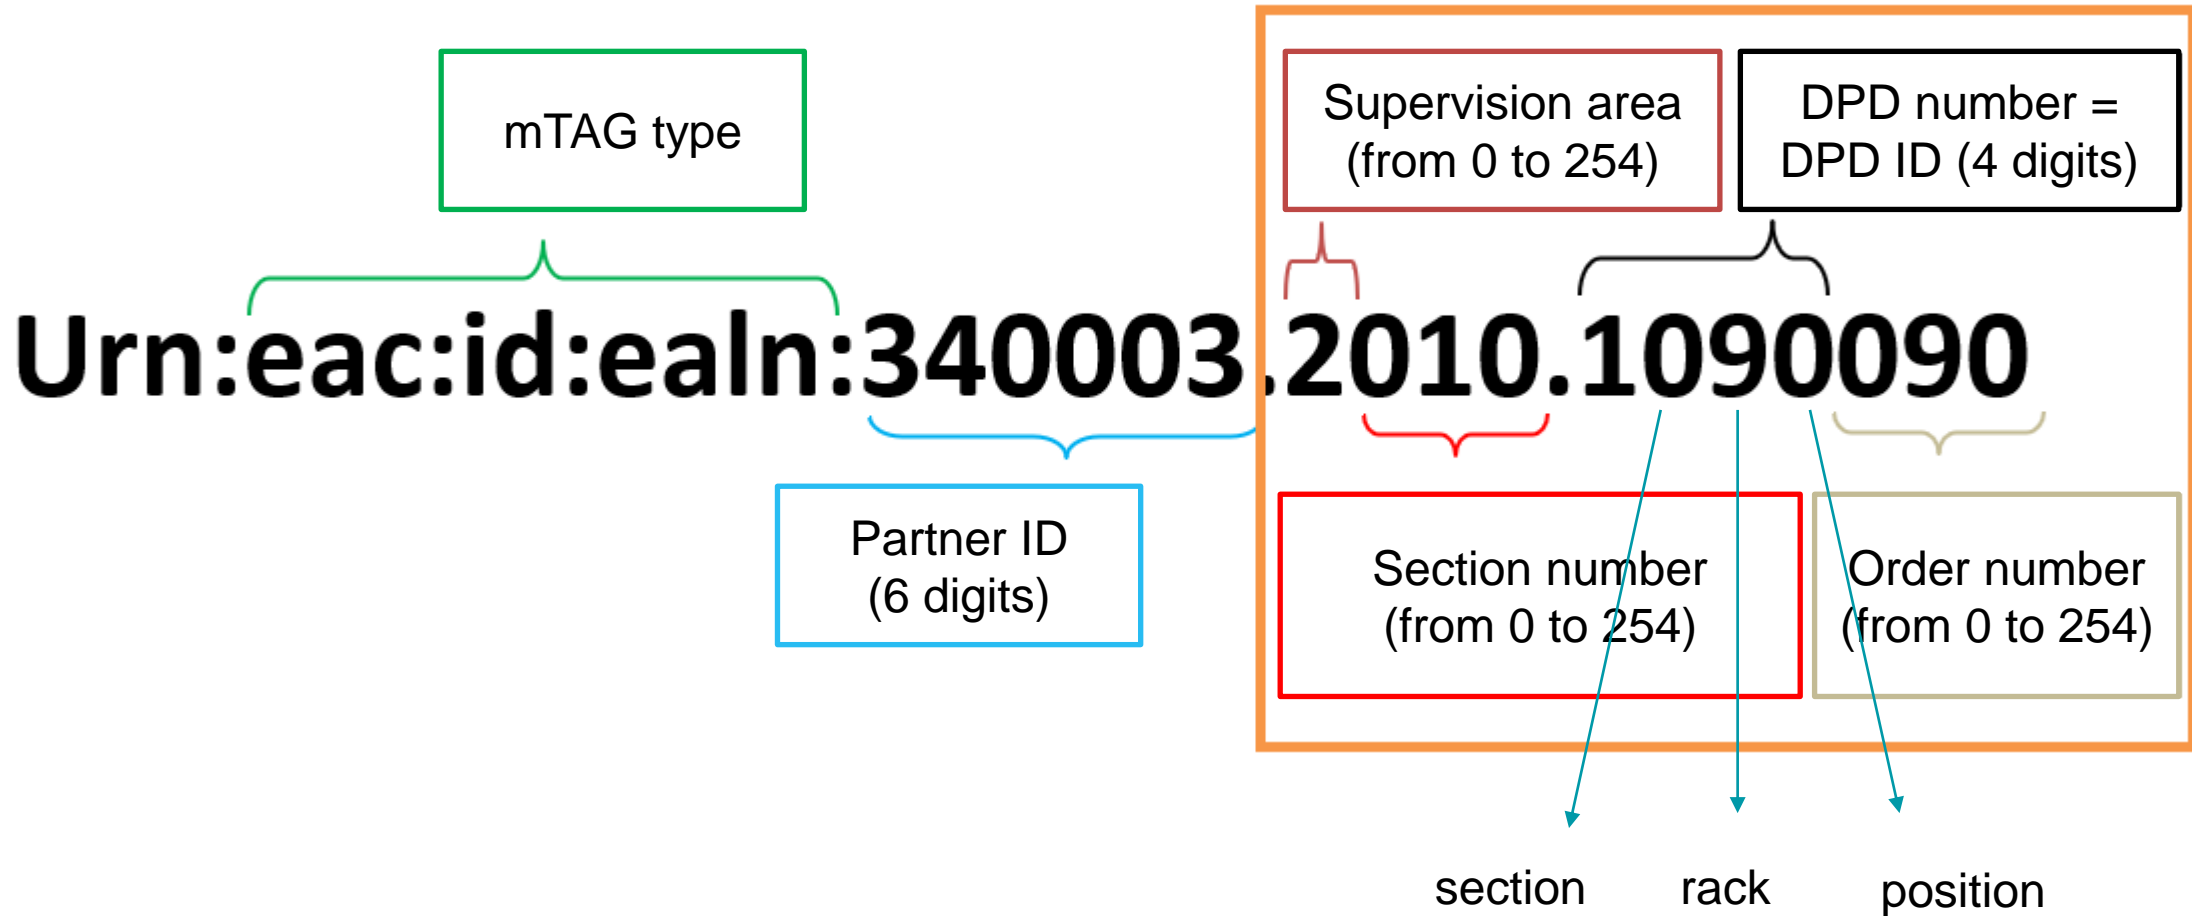 mTAG type
Supervision area
(from 0 to 254)
DPD number =
DPD ID (4 digits)
Urn:eac:id:ealn:340003.2010.1090090
Partner ID
(6 digits)
Section number
(from 0 to 254)
Order number
(from 0 to 254)
section
rack
position